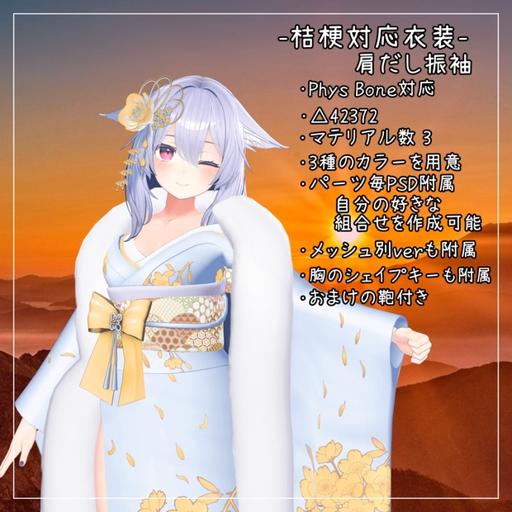 -桔梗対応衣装-
肩だし振袖
・Phys Bone対応
・△42372
・マテリアル数 3
・3種のカラーを用意
・パーツ毎PSD附属
自分の好きな
組合せを作成可能
・メッシュ別verも附属
・胸のシェイプキーも附属
・おまけの鞄付き